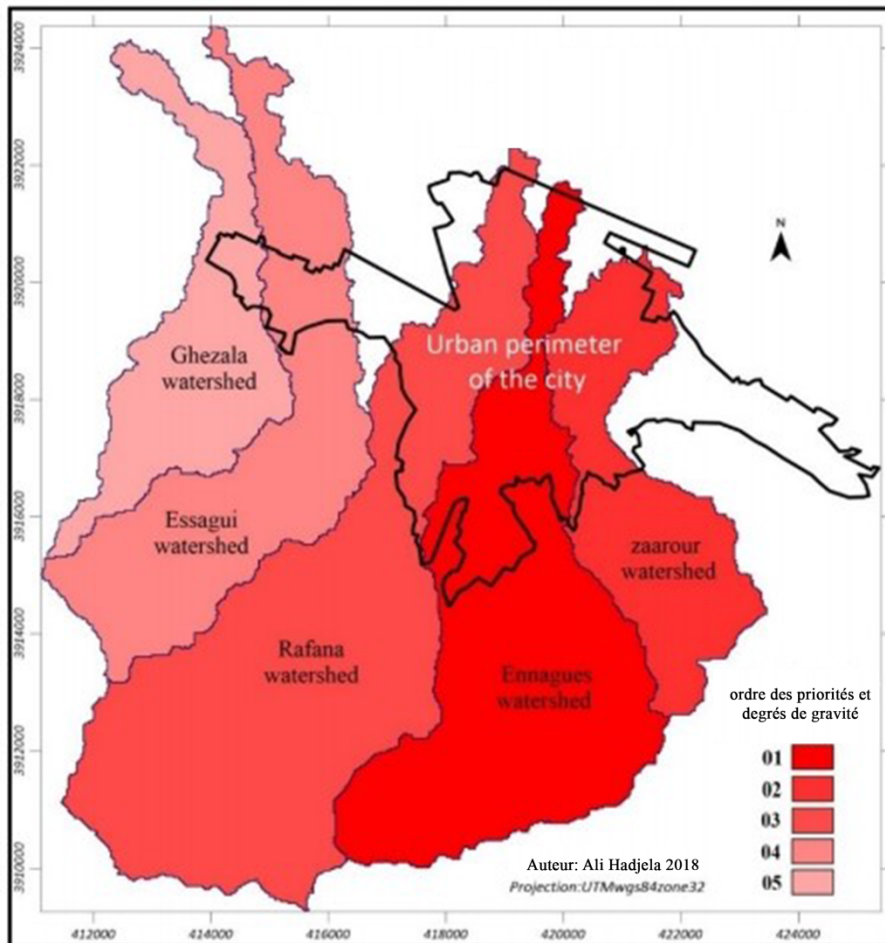 3924000
3922000
3920000
3918000
3916000
3914000
3912000
3910000
N
Urban perimeter
of the city
Ghezala
watershed
Essagui
watershed
zaarour
watershed
Rafana
watershed
Ennagues
watershed
ordre des priorités et
degrés de gravité
01
02
03
04
05
Auteur: Ali Hadjela 2018
Projection:UTMwgs84zone32
412000
414000
416000
418000
420000
422000
424000